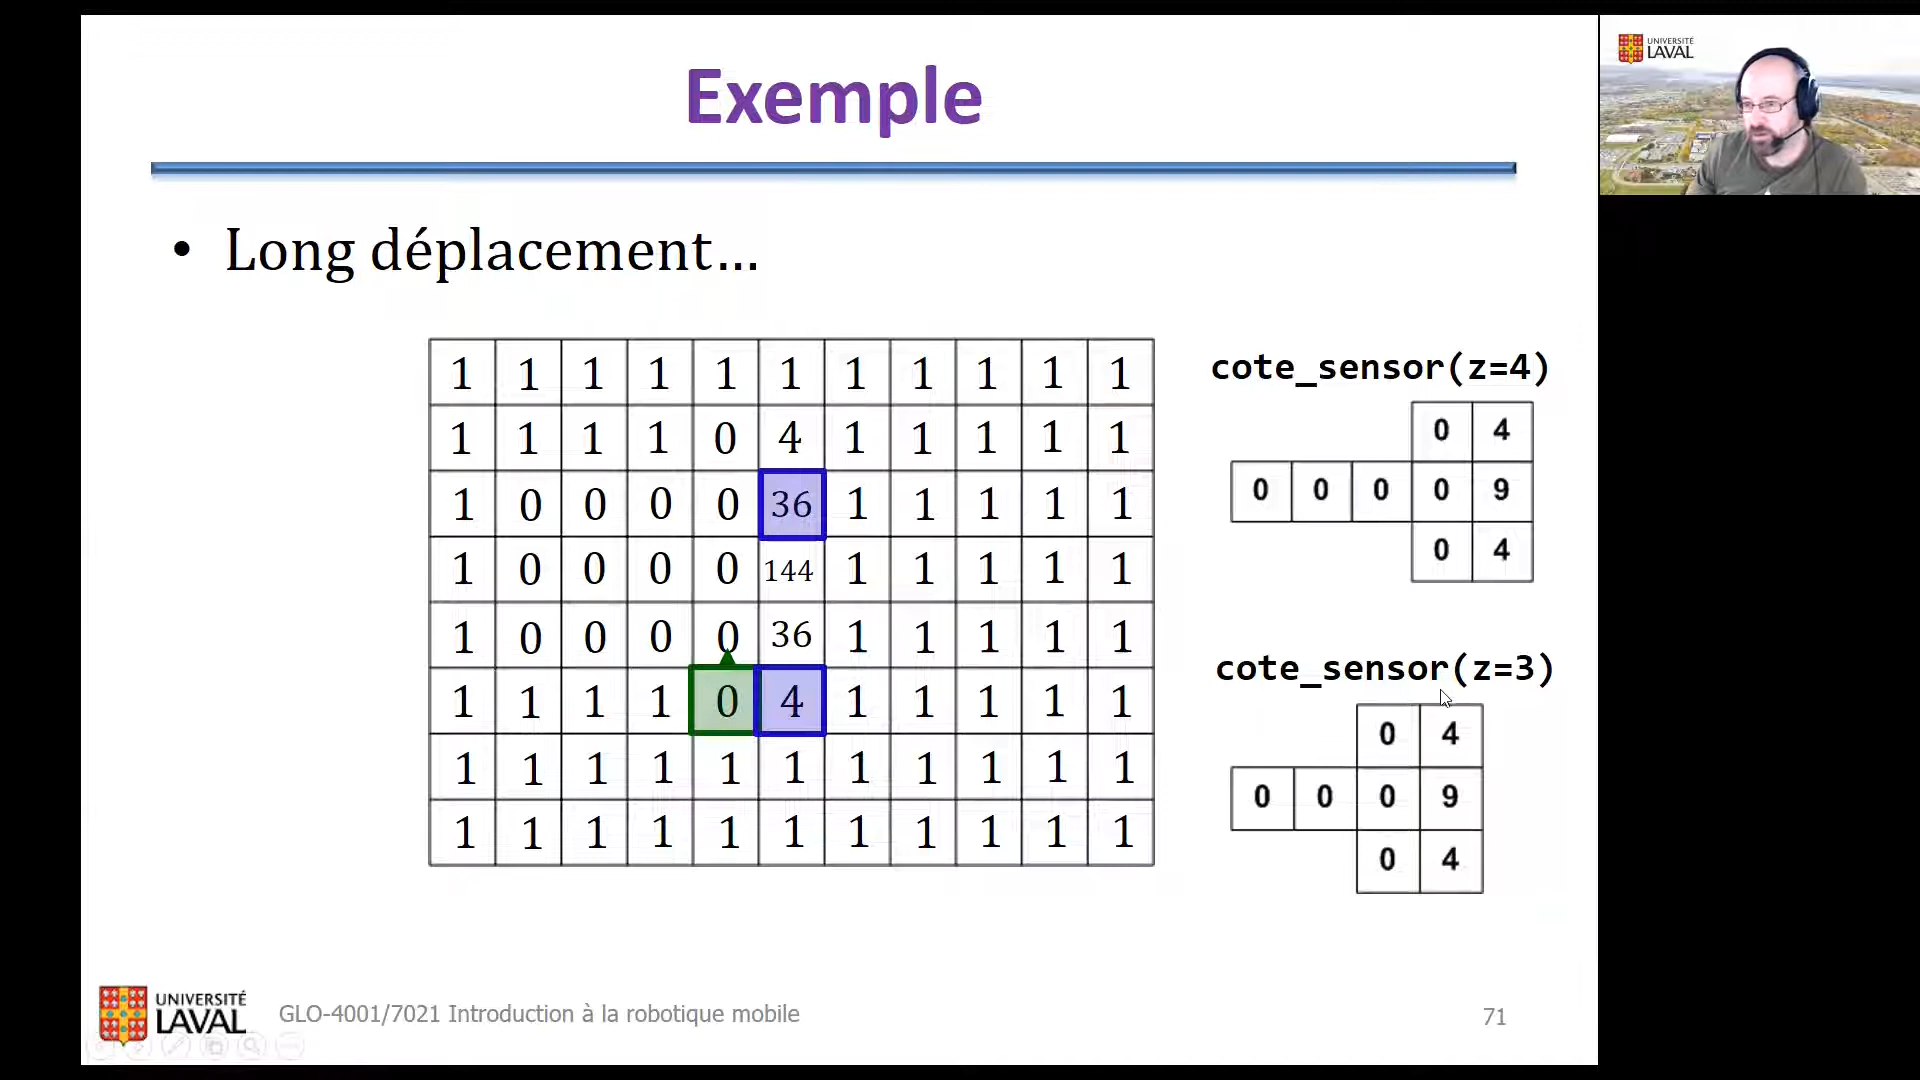 Exemple
UNIVERSITÉ
LAVAL
• Long déplacement...
1 1 1 1 1 1 1 1 1 1 1
1 1 1 1 0 4 1 1 1 1 1
1 0 0 0 0 36 1 1 1 1 1
1 0 0 0 0 144 1 1 1 1 1
1 0 0 0 0 36 1 1 1 1 1
1 1 1 1 0 4 1 1 1 1 1
1 1 1 1 1 1 1 1 1 1 1
1 1 1 1 1 1 1 1 1 1 1
cote_sensor(z=4)
0 4
0 0 0 0 9
0 4
cote_sensor(z=3)
0 4
0 0 0 9
0 4
UNIVERSITÉ
LAVAL
GLO-4001/7021 Introduction à la robotique mobile
71